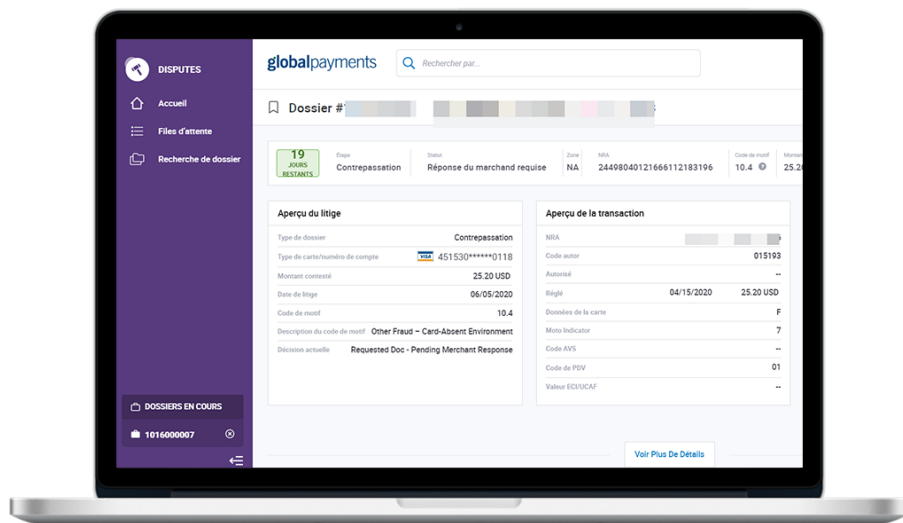 DISPUTES
Accueil
Files d'attente
Recherche de dossier
DOSSIERS EN COURS
1016000007
globalpayments
Rechercher par...
Dossier #
19
JOURS
RESTANTS
Étape
Contrepassation
Statut
Réponse du marchand requise
Zone
NA
NRA
24498040121666112183196
Code de motif
10.4
25.20
Aperçu du litige
Type de dossier Contrepassation
Type de carte/numéro de compte VISA 451530******0118
Montant contesté 25.20 USD
Date de litige 06/05/2020
Code de motif 10.4
Description du code de motif Other Fraud – Card-Absent Environment
Décision actuelle Requested Doc - Pending Merchant Response
Aperçu de la transaction
NRA
Code autor 015193
Autorisé --
Réglé 04/15/2020 25.20 USD
Données de la carte F
Moto Indicator 7
Code AVS --
Code de PDV 01
Valeur ECI/UCAF --
Voir Plus De Détails